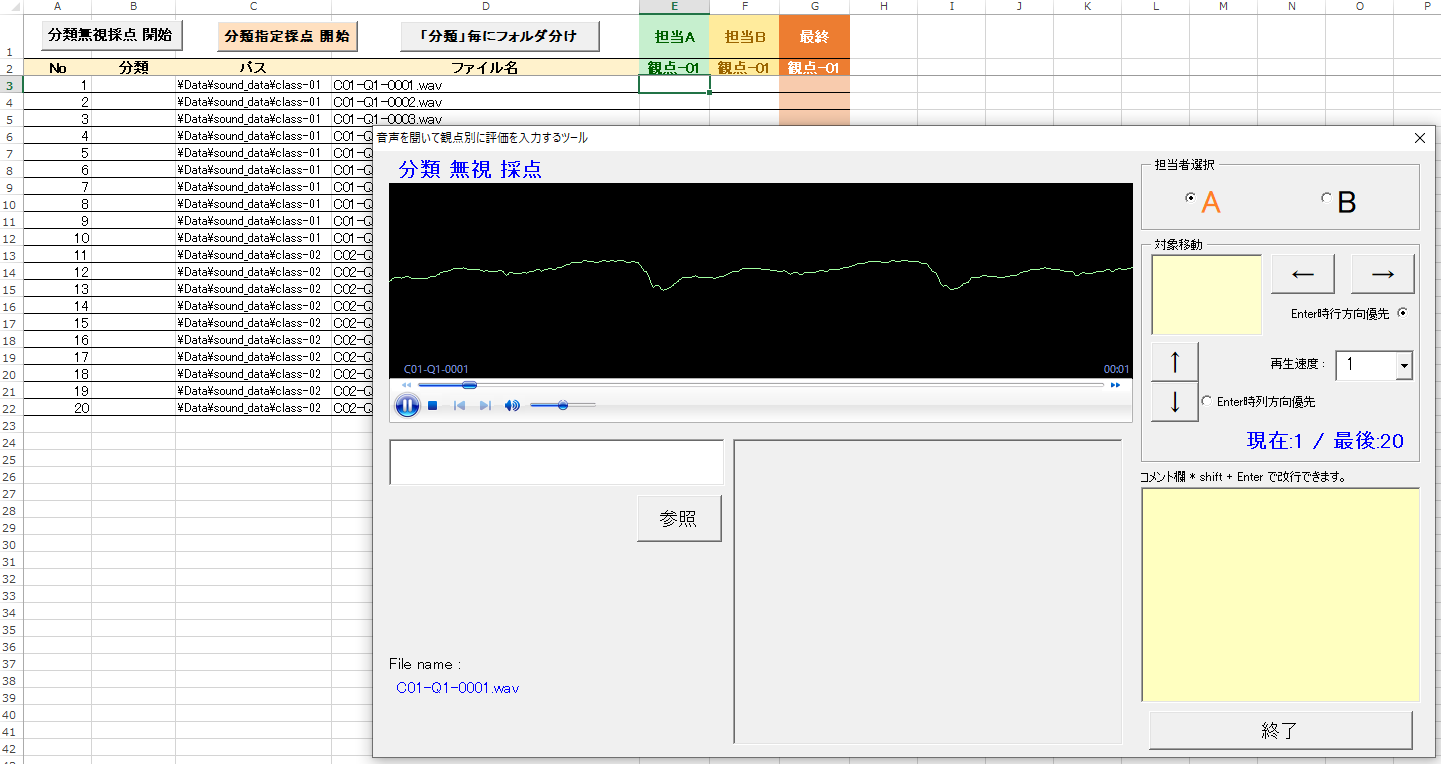 A B C D E F G H I J K L M N O P
1 分類無視採点 開始 分類指定採点 開始 「分類」毎にフォルダ分け 担当A 担当B 最終
2 No 分類 パス ファイル名 観点-01 観点-01 観点-01
3 1 ¥Data¥sound_data¥class-01 C01-Q1-0001.wav
4 2 ¥Data¥sound_data¥class-01 C01-Q1-0002.wav
5 3 ¥Data¥sound_data¥class-01 C01-Q1-0003.wav
6 4 ¥Data¥sound_data¥class-01 C01-Q
7 5 ¥Data¥sound_data¥class-01 C01-Q
8 6 ¥Data¥sound_data¥class-01 C01-Q
9 7 ¥Data¥sound_data¥class-01 C01-Q
10 8 ¥Data¥sound_data¥class-01 C01-Q
11 9 ¥Data¥sound_data¥class-01 C01-Q
12 10 ¥Data¥sound_data¥class-01 C01-Q
13 11 ¥Data¥sound_data¥class-02 C02-Q
14 12 ¥Data¥sound_data¥class-02 C02-Q
15 13 ¥Data¥sound_data¥class-02 C02-Q
16 14 ¥Data¥sound_data¥class-02 C02-Q
17 15 ¥Data¥sound_data¥class-02 C02-Q
18 16 ¥Data¥sound_data¥class-02 C02-Q
19 17 ¥Data¥sound_data¥class-02 C02-Q
20 18 ¥Data¥sound_data¥class-02 C02-Q
21 19 ¥Data¥sound_data¥class-02 C02-Q
22 20 ¥Data¥sound_data¥class-02 C02-Q
23
24
25
26
27
28
29
30
31
32
33
34
35
36
37
38
39
40
41
42
音声を聞いて観点別に評価を入力するツール
分類 無視 採点
C01-Q1-0001 00:01
参照
File name :
C01-Q1-0001.wav
担当者選択
A B
対象移動
← →
Enter時行方向優先
↑
再生速度 : 1
↓
Enter時列方向優先
現在:1 / 最後:20
コメント欄 * shift + Enter で改行できます。
終了